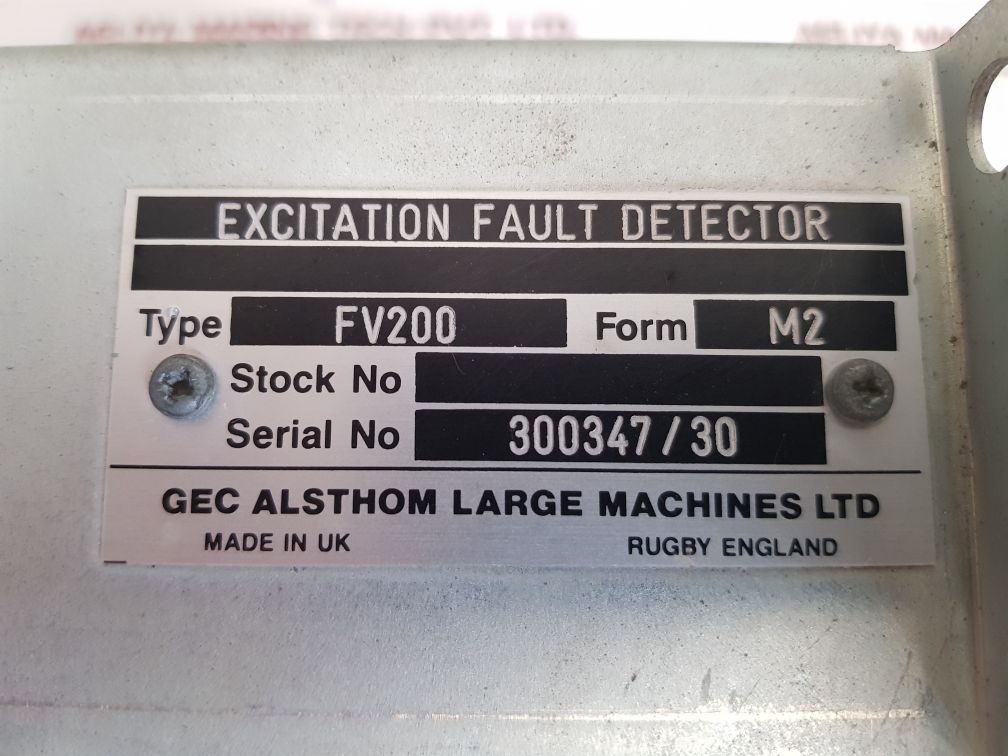 EXCITATION FAULT DETECTOR
Type FV200 Form M2
Stock No
Serial No 300347/30
GEC ALSTHOM LARGE MACHINES LTD
MADE IN UK RUGBY ENGLAND